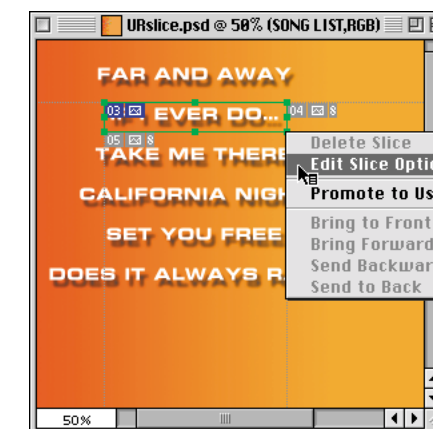 URslice.psd @ 50% (SONG LIST,RGB)
FAR AND AWAY
03 EVER DO... 04 8
05 8
TAKE ME THERE
CALIFORNIA NIGH
SET YOU FREE
DOES IT ALWAYS R
Delete Slice
Edit Slice Optio
Promote to Us
Bring to Front
Bring Forward
Send Backwar
Send to Back
50%